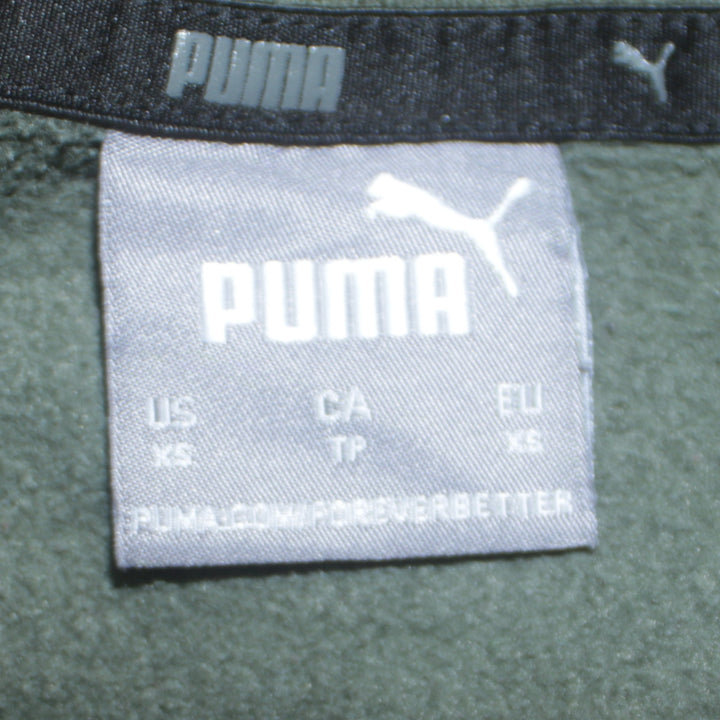 PUMA
PUMA
US CA EU
XS TP XS
PUMA.COM/FOREVERBETTER